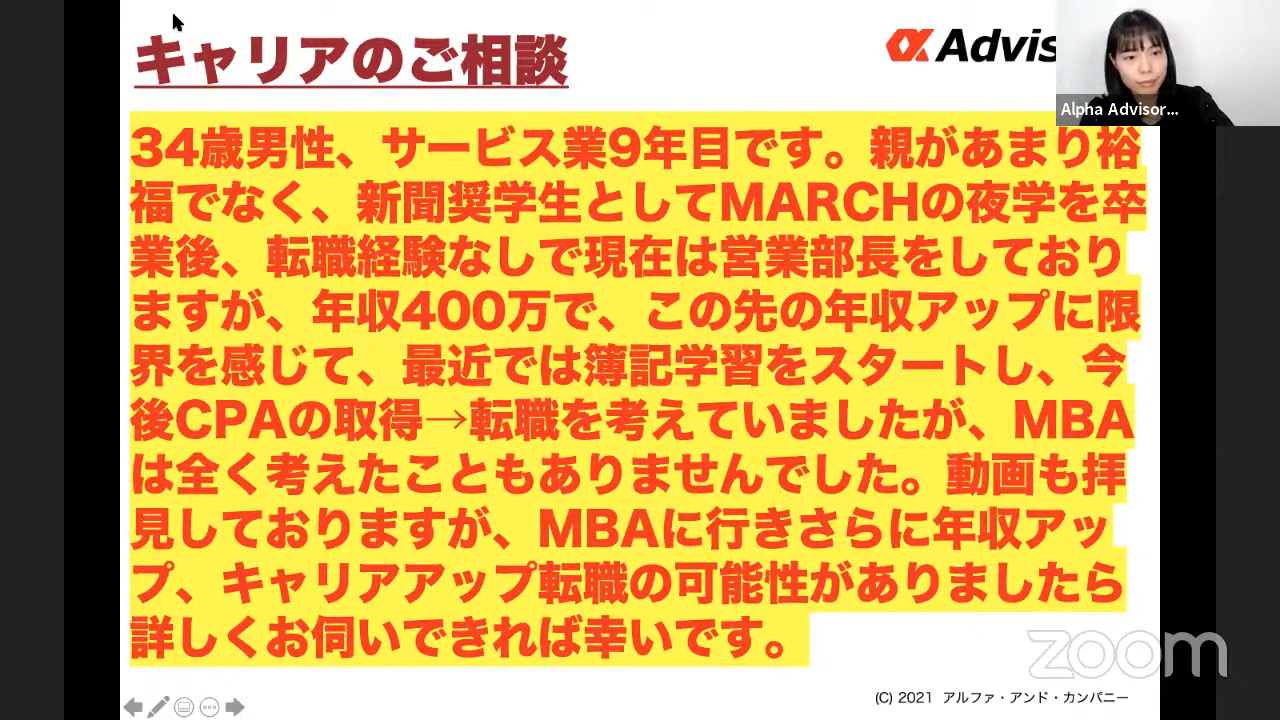 キャリアのご相談
Advis
Alpha Advisor...
34歳男性、サービス業9年目です。親があまり裕
福でなく、新聞奨学生としてMARCHの夜学を卒
業後、転職経験なしで現在は営業部長をしており
ますが、年収400万で、この先の年収アップに限
界を感じて、最近では簿記学習をスタートし、今
後CPAの取得→転職を考えていましたが、MBA
は全く考えたこともありませんでした。動画も拝
見しておりますが、MBAに行きさらに年収アッ
プ、キャリアアップ転職の可能性がありましたら
詳しくお伺いできれば幸いです。
zoom
(C) 2021 アルファ・アンド・カンパニー